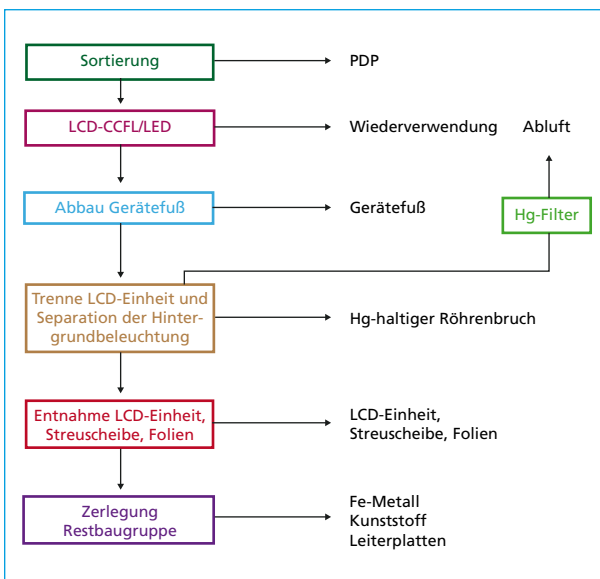 Sortierung
PDP
LCD-CCFL/LED
Wiederverwendung
Abluft
Abbau Gerätefuß
Gerätefuß
Hg-Filter
Trenne LCD-Einheit und
Separation der Hinter-
grundbeleuchtung
Hg-haltiger Röhrenbruch
Entnahme LCD-Einheit,
Streuscheibe, Folien
LCD-Einheit,
Streuscheibe, Folien
Zerlegung
Restbaugruppe
Fe-Metall
Kunststoff
Leiterplatten